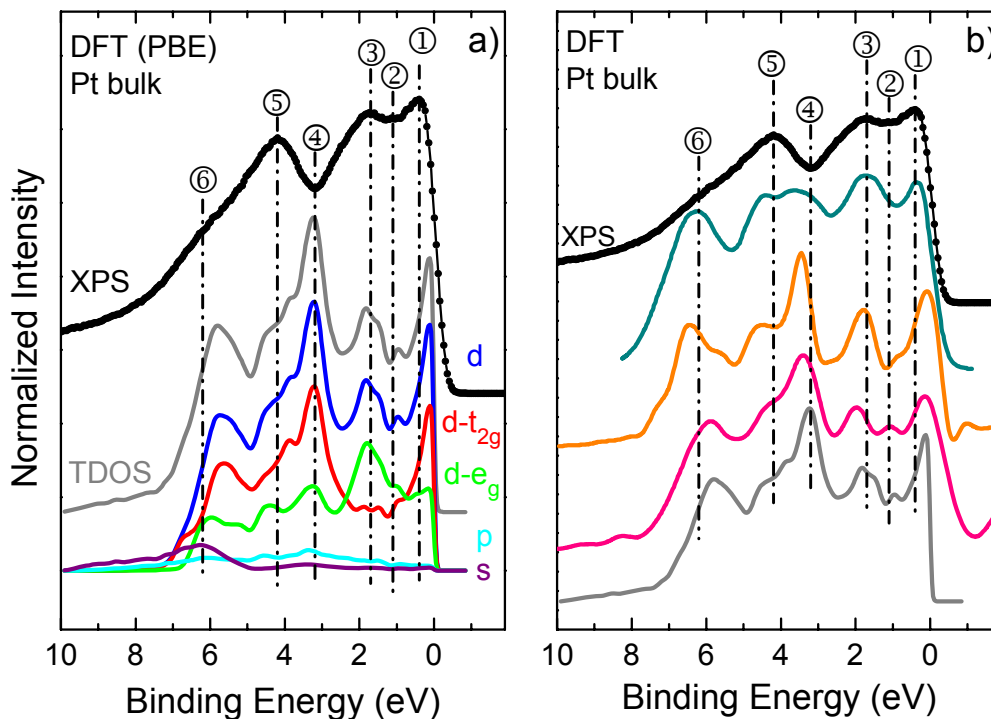 DFT (PBE)
Pt bulk
a)
①
②
③
④
⑤
⑥
XPS
TDOS
d
d-t2g
d-eg
p
s
10 8 6 4 2 0
Binding Energy (eV)
Normalized Intensity
DFT
Pt bulk
b)
①
②
③
④
⑤
⑥
XPS
10 8 6 4 2 0
Binding Energy (eV)